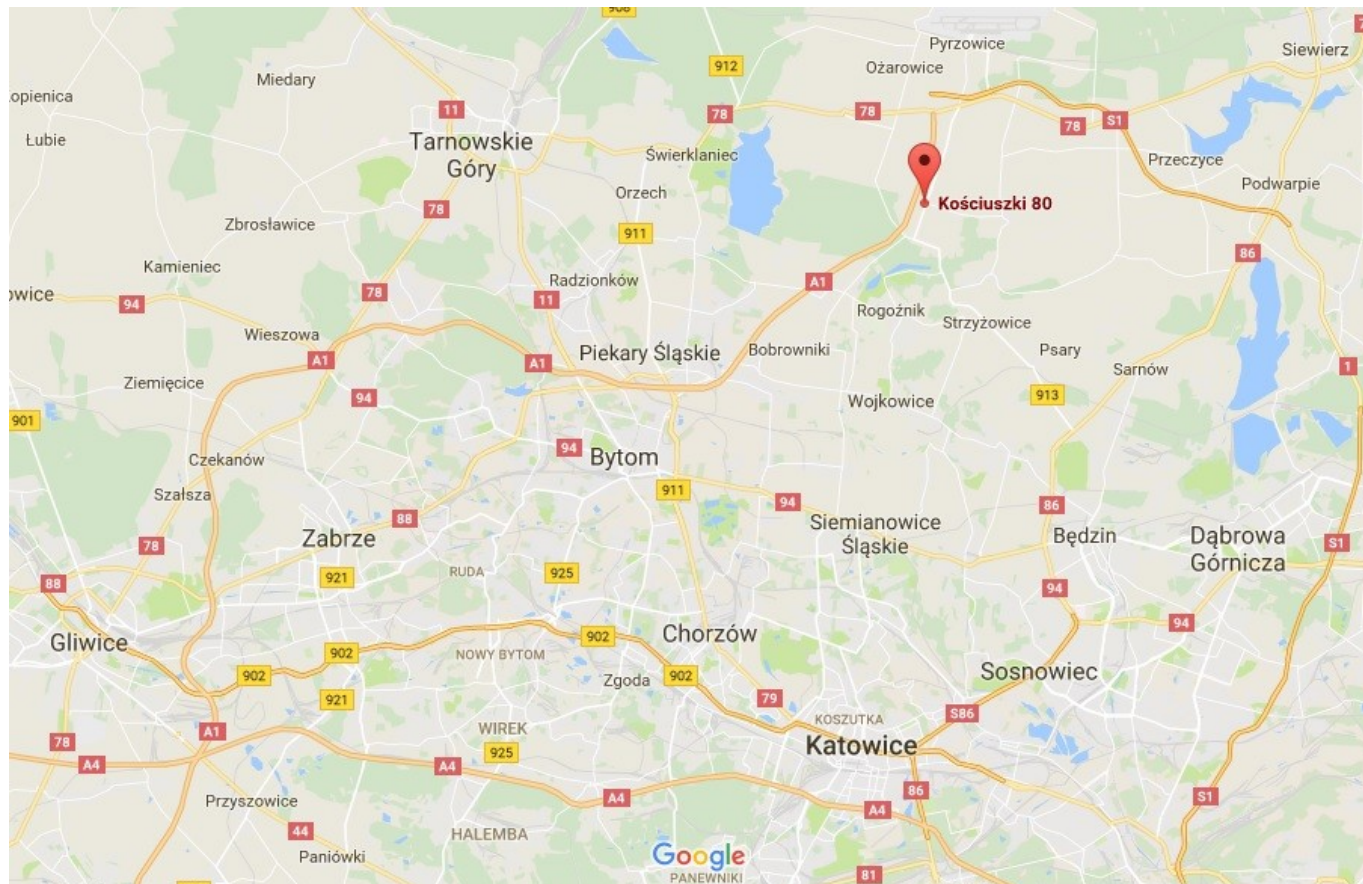 908
Pyrzowice
Siewierz
912
Ożarowice
Miedary
opienica
11
78
78
78
S1
Łubie
Tarnowskie
Góry
Świerklaniec
Przeczyce
Orzech
Podwarpie
78
Kościuszki 80
Zbrosławice
911
86
Kamieniec
Radzionków
A1
78
owice
94
11
Rogoźnik
Strzyżowice
Wieszowa
A1
A1
Piekary Śląskie
Bobrowniki
Psary
Sarnów
1
Ziemięcice
94
913
Wojkowice
901
94
Bytom
Czekanów
911
94
86
Szałsza
88
Siemianowice
Śląskie
Będzin
Dąbrowa
Górnicza
Zabrze
78
S1
921
RUDA
925
88
94
94
Gliwice
902
Chorzów
902
NOWY BYTOM
902
902
Zgoda
Sosnowiec
921
79
S86
KOSZUTKA
A1
WIREK
Katowice
78
925
A4
A4
86
A4
A4
S1
Przyszowice
44
HALEMBA
Paniówki
Google
PANEWNIKI
81